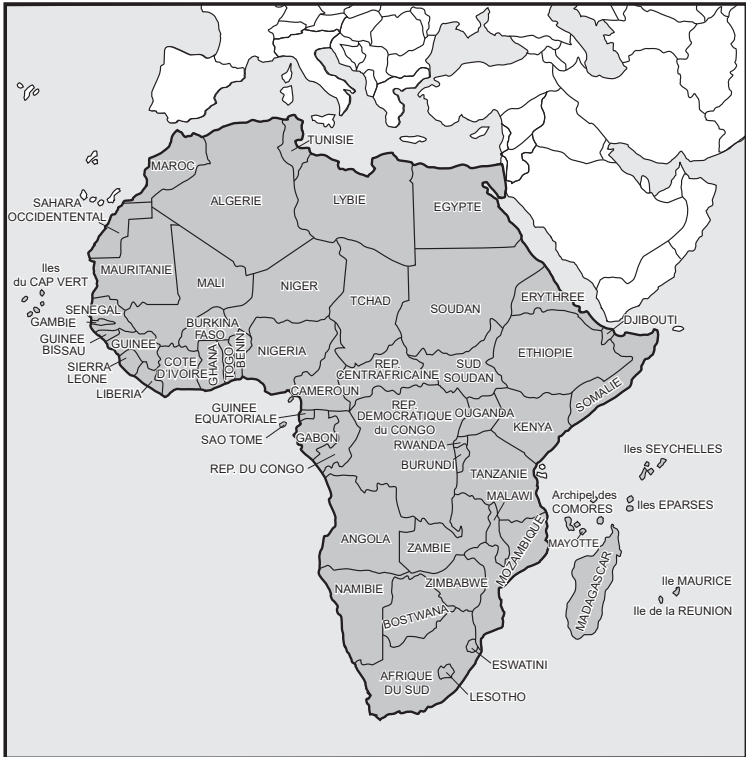 TUNISIE
MAROC
ALGERIE
LYBIE
EGYPTE
SAHARA
OCCIDENTENTAL
MAURITANIE
Iles
du CAP VERT
MALI
NIGER
TCHAD
SOUDAN
ERYTHREE
DJIBOUTI
SENEGAL
GAMBIE
GUINEE
BISSAU
GUINEE
SIERRA
LEONE
LIBERIA
BURKINA
FASO
COTE
D'IVOIRE
GHANA
TOGO
BENIN
NIGERIA
ETHIOPIE
SOMALIE
REP.
CENTRAFRICAINE
SUD
SOUDAN
CAMEROUN
GUINEE
EQUATORIALE
SAO TOME
GABON
REP. DU CONGO
REP.
DEMOCRATIQUE
du CONGO
OUGANDA
KENYA
RWANDA
BURUNDI
TANZANIE
Iles SEYCHELLES
MALAWI
Archipel des
COMORES
Iles EPARSES
MAYOTTE
ANGOLA
ZAMBIE
MOZAMBIQUE
MADAGASCAR
NAMIBIE
ZIMBABWE
BOSTWANA
Ile MAURICE
Ile de la REUNION
ESWATINI
AFRIQUE
DU SUD
LESOTHO